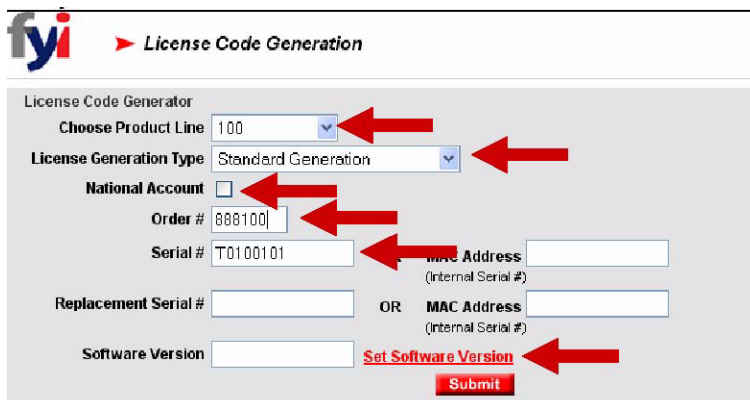 fyi License Code Generation
License Code Generator
Choose Product Line 100
License Generation Type Standard Generation
National Account
Order # 888100
Serial # T0100101 Address
(Internal Serial #)
Replacement Serial # OR MAC Address
(Internal Serial #)
Software Version Set Software Version
Submit